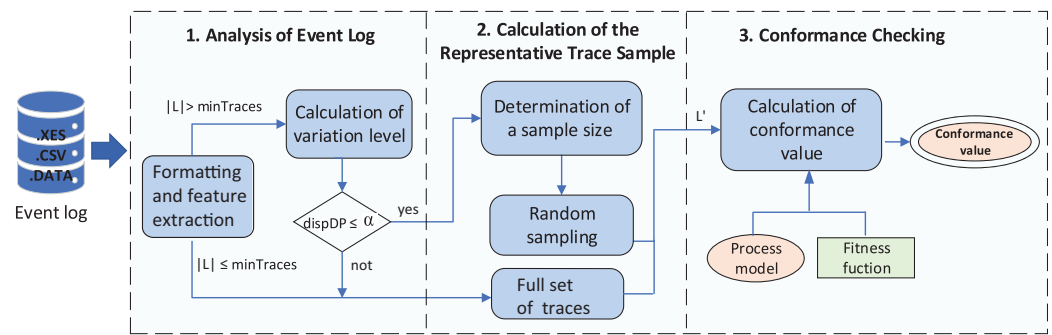 1. Analysis of Event Log
2. Calculation of the
Representative Trace Sample
3. Conformance Checking
.XES
.CSV
.DATA
Event log
|L|> minTraces
Calculation of
variation level
Formatting
and feature
extraction
dispDP ≤ α
yes
not
|L| ≤ minTraces
Determination of
a sample size
Random
sampling
Full set
of traces
L'
Calculation of
conformance
value
Conformance
value
Process
model
Fitness
fuction